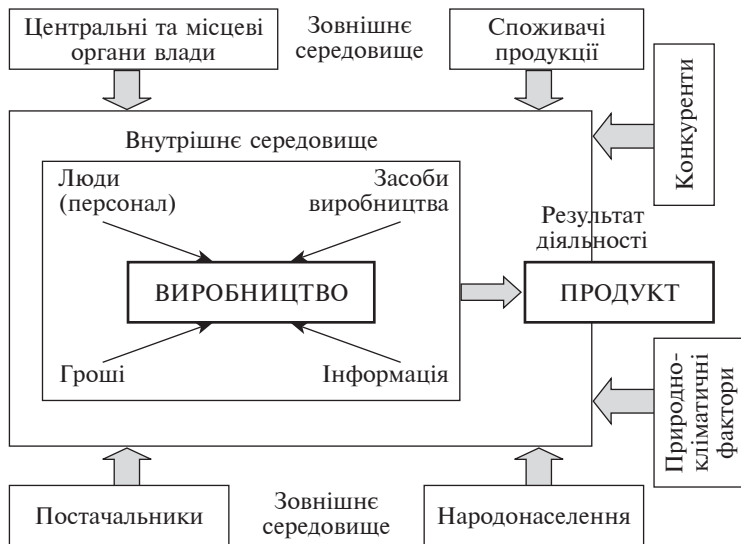 Центральні та місцеві
органи влади
Зовнішнє
середовище
Споживачі
продукції
Конкуренти
Внутрішнє середовище
Люди
(персонал)
Засоби
виробництва
Результат
діяльності
ВИРОБНИЦТВО
ПРОДУКТ
Гроші
Інформація
Природно-
кліматичні
фактори
Постачальники
Зовнішнє
середовище
Народонаселення